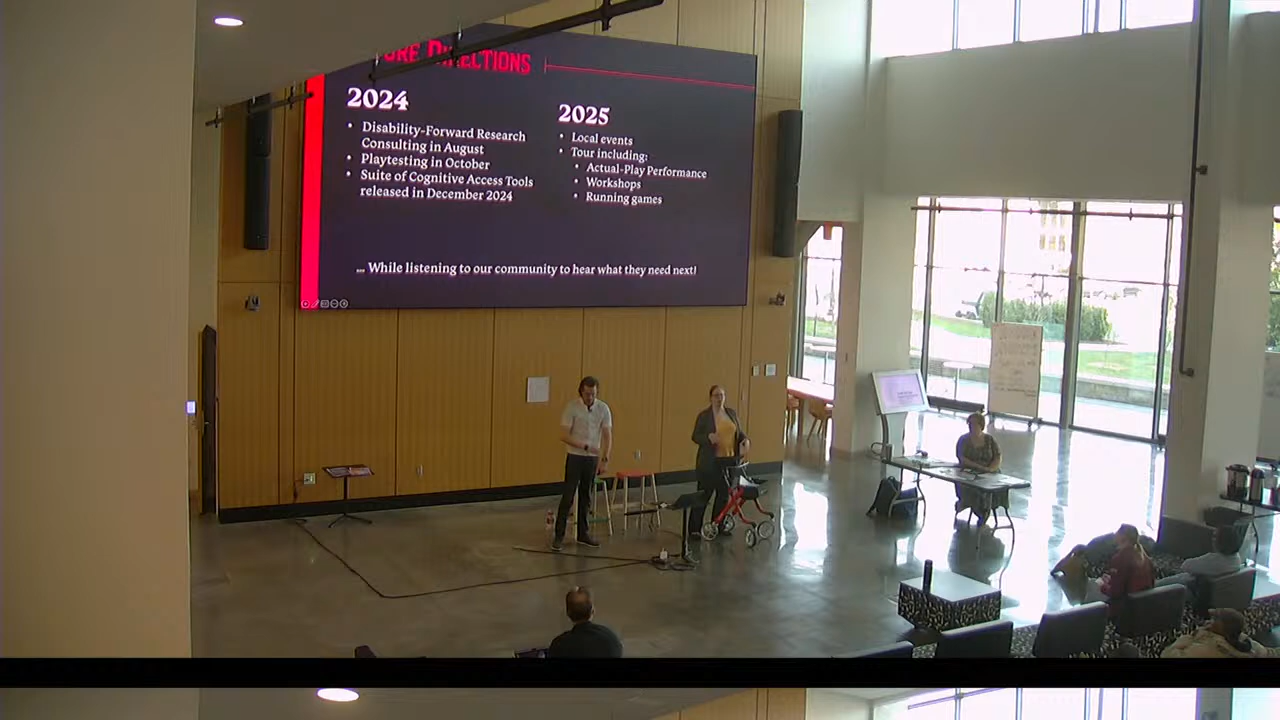 URE DIRECTIONS
2024
• Disability-Forward Research
Consulting in August
• Playtesting in October
• Suite of Cognitive Access Tools
released in December 2024
2025
• Local events
• Tour including:
• Actual-Play Performance
• Workshops
• Running games
... While listening to our community to hear what they need next!